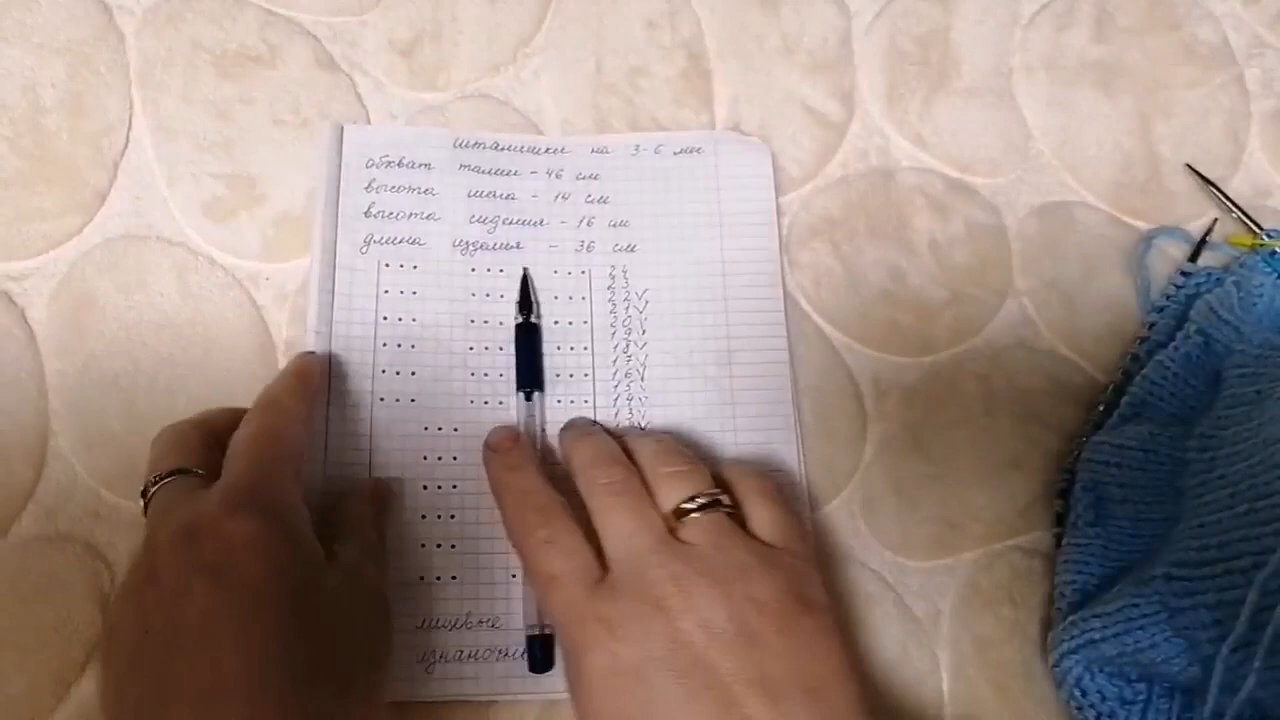 штанишки на 3-6 мес
обхват талии - 46 см
высота шага - 14 см
высота сидения - 16 см
длина изделия - 36 см
24
23
22✓
21✓
20✓
19✓
18✓
17✓
16✓
15✓
14✓
13✓
лицевые